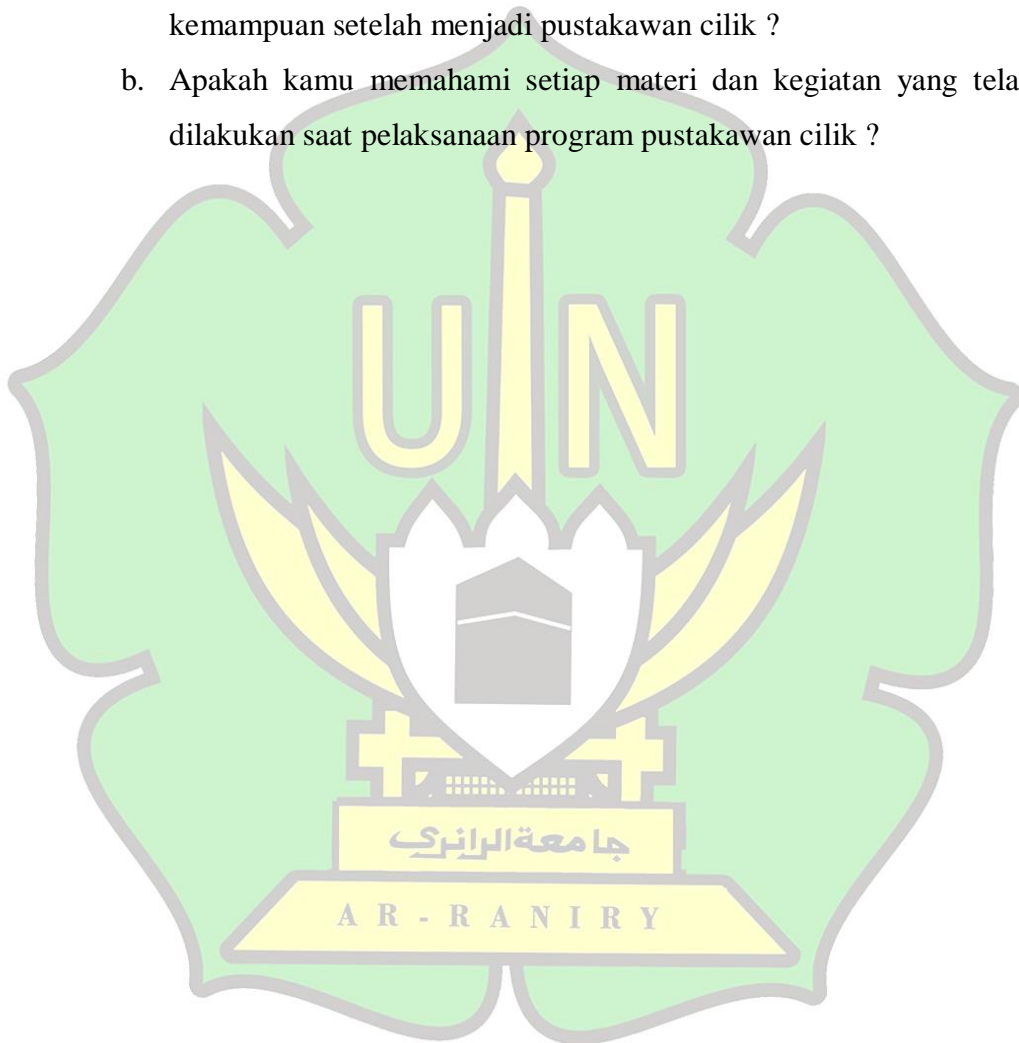 kemampuan setelah menjadi pustakawan cilik ?
b. Apakah kamu memahami setiap materi dan kegiatan yang tela
dilakukan saat pelaksanaan program pustakawan cilik ?
UIN
جامعة الرانري
AR-RANIRY